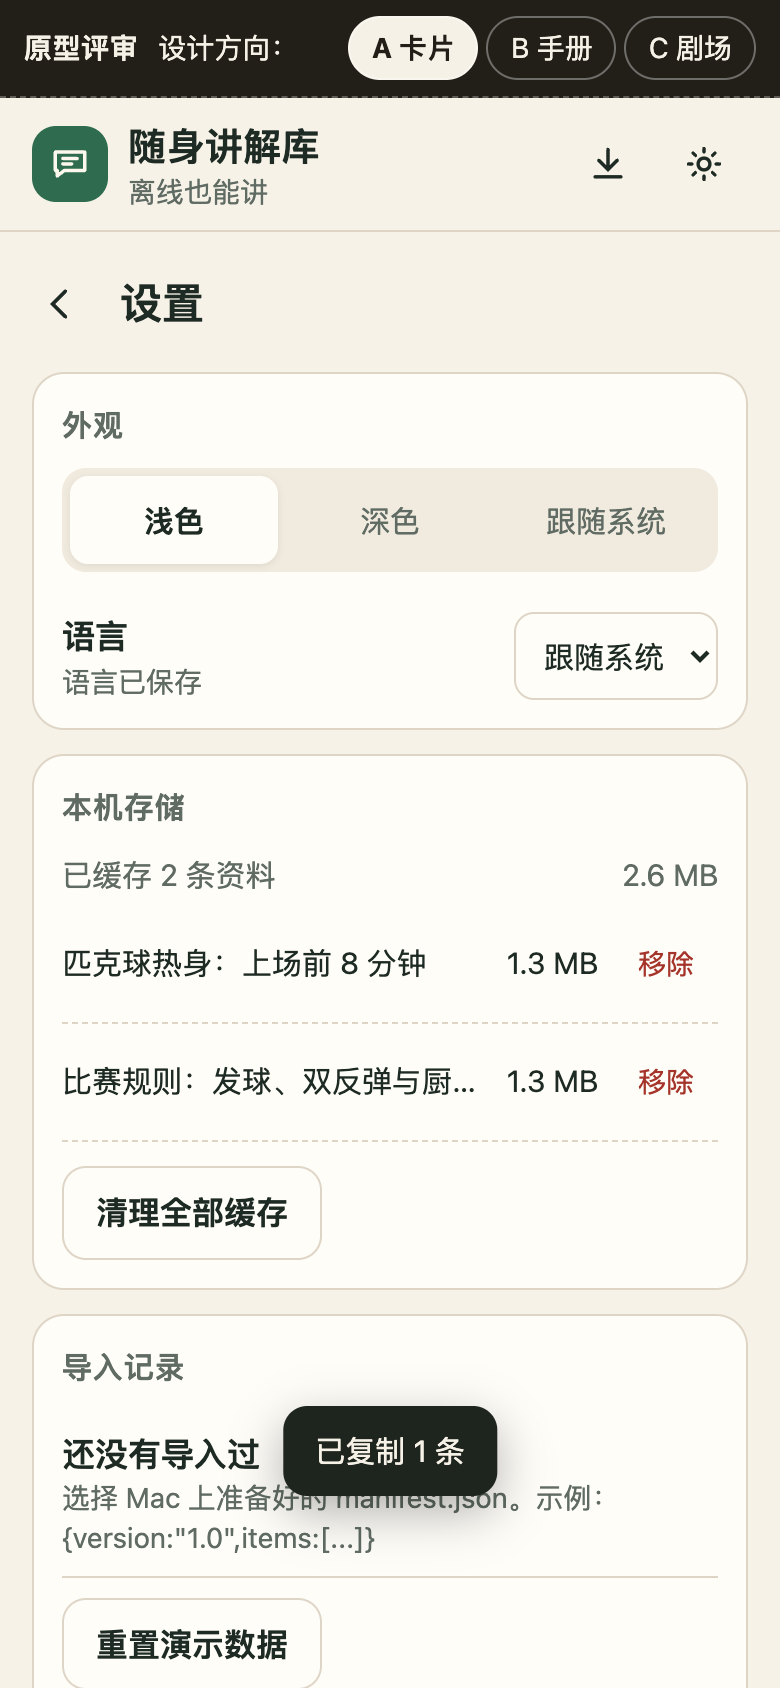 原型评审 设计方向： A 卡片 B 手册 C 剧场
随身讲解库
离线也能讲
设置
外观
浅色 深色 跟随系统
语言 跟随系统
语言已保存
本机存储
已缓存 2 条资料 2.6 MB
匹克球热身：上场前 8 分钟 1.3 MB 移除
比赛规则：发球、双反弹与厨... 1.3 MB 移除
清理全部缓存
导入记录
还没有导入过
已复制 1 条
选择 Mac 上准备好的 manifest.json。示例：
{version:"1.0",items:[...]}
重置演示数据